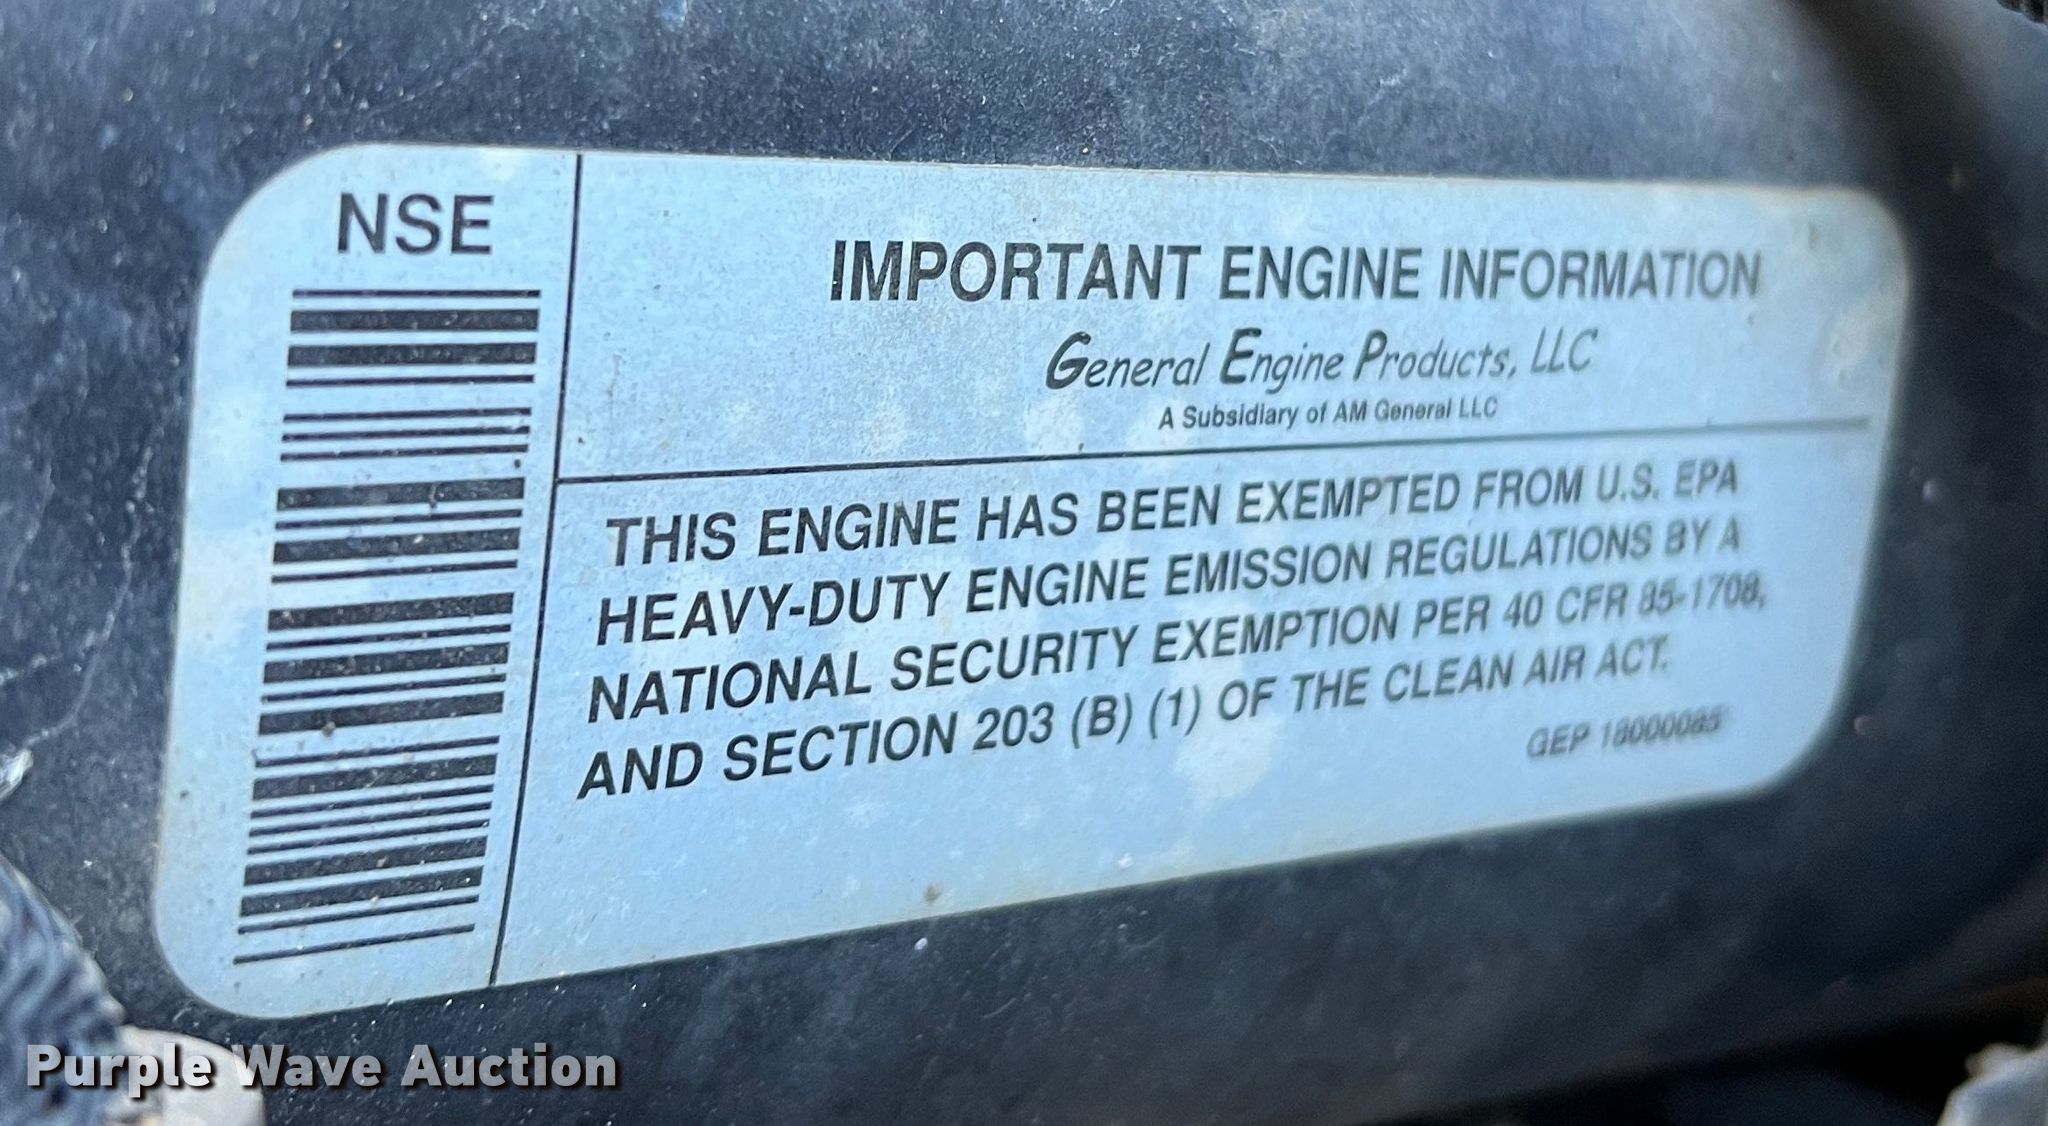 NSE
IMPORTANT ENGINE INFORMATION
General Engine Products, LLC
A Subsidiary of AM General LLC
THIS ENGINE HAS BEEN EXEMPTED FROM U.S. EPA
HEAVY-DUTY ENGINE EMISSION REGULATIONS BY A
NATIONAL SECURITY EXEMPTION PER 40 CFR 85-1708,
AND SECTION 203 (B) (1) OF THE CLEAN AIR ACT.
GEP 18000085
Purple Wave Auction